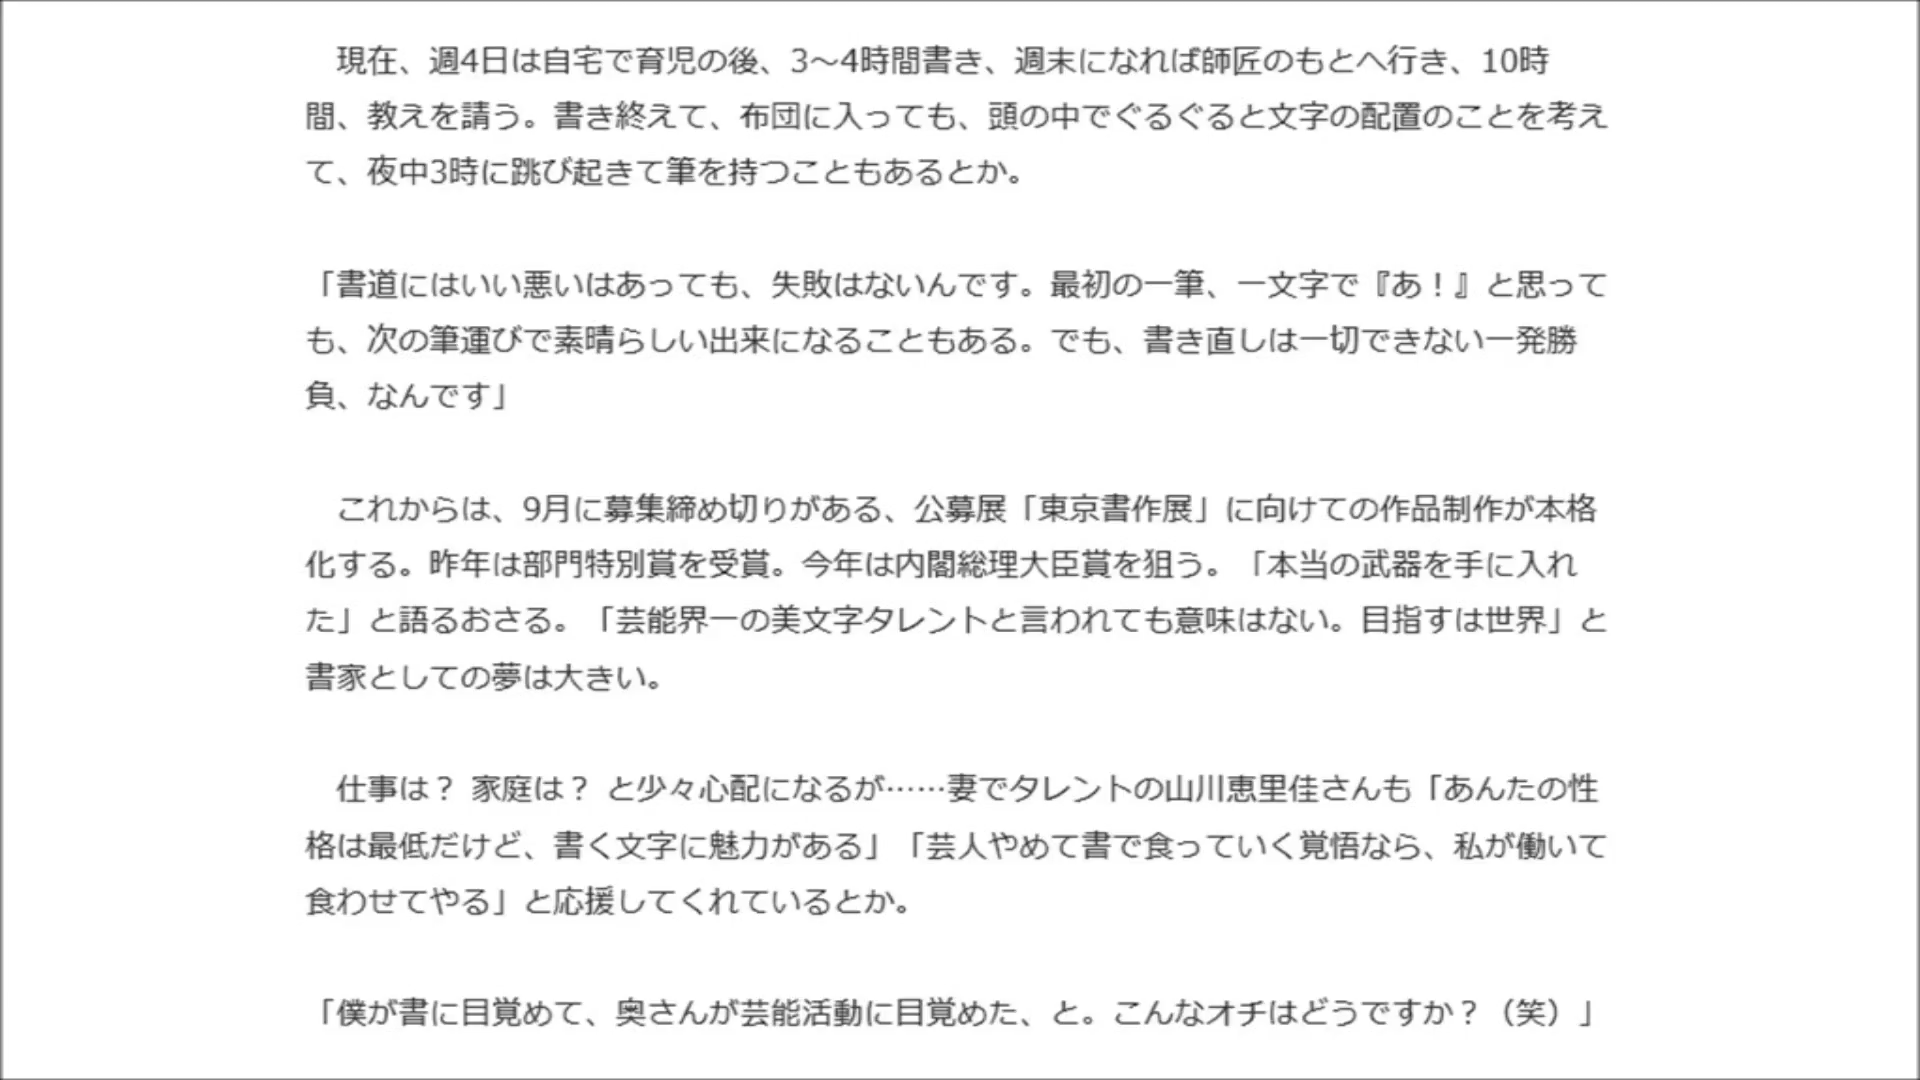 現在、週4日は自宅で育児の後、3～4時間書き、週末になれば師匠のもとへ行き、10時
間、教えを請う。書き終えて、布団に入っても、頭の中でぐるぐると文字の配置のことを考え
て、夜中3時に跳び起きて筆を持つこともあるとか。
「書道にはいい悪いはあっても、失敗はないんです。最初の一筆、一文字で『あ！』と思って
も、次の筆運びで素晴らしい出来になることもある。でも、書き直しは一切できない一発勝
負、なんです」
これからは、9月に募集締め切りがある、公募展「東京書作展」に向けての作品制作が本格
化する。昨年は部門特別賞を受賞。今年は内閣総理大臣賞を狙う。「本当の武器を手に入れ
た」と語るおさる。「芸能界一の美文字タレントと言われても意味はない。目指すは世界」と
書家としての夢は大きい。
仕事は？ 家庭は？ と少々心配になるが……妻でタレントの山川恵里佳さんも「あんたの性
格は最低だけど、書く文字に魅力がある」「芸人やめて書で食っていく覚悟なら、私が働いて
食わせてやる」と応援してくれているとか。
「僕が書に目覚めて、奥さんが芸能活動に目覚めた、と。こんなオチはどうですか？（笑）」